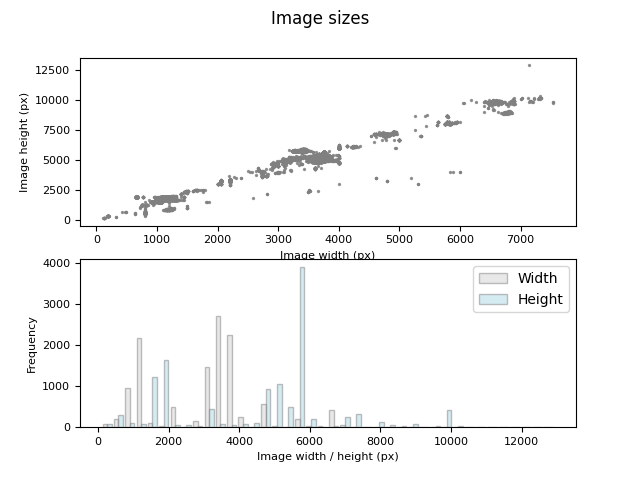 Image sizes
12500
10000
7500
5000
2500
0
Image height (px)
0 1000 2000 3000 4000 5000 6000 7000
Image width (px)
4000
3000
2000
1000
0
Frequency
Width
Height
0 2000 4000 6000 8000 10000 12000
Image width / height (px)